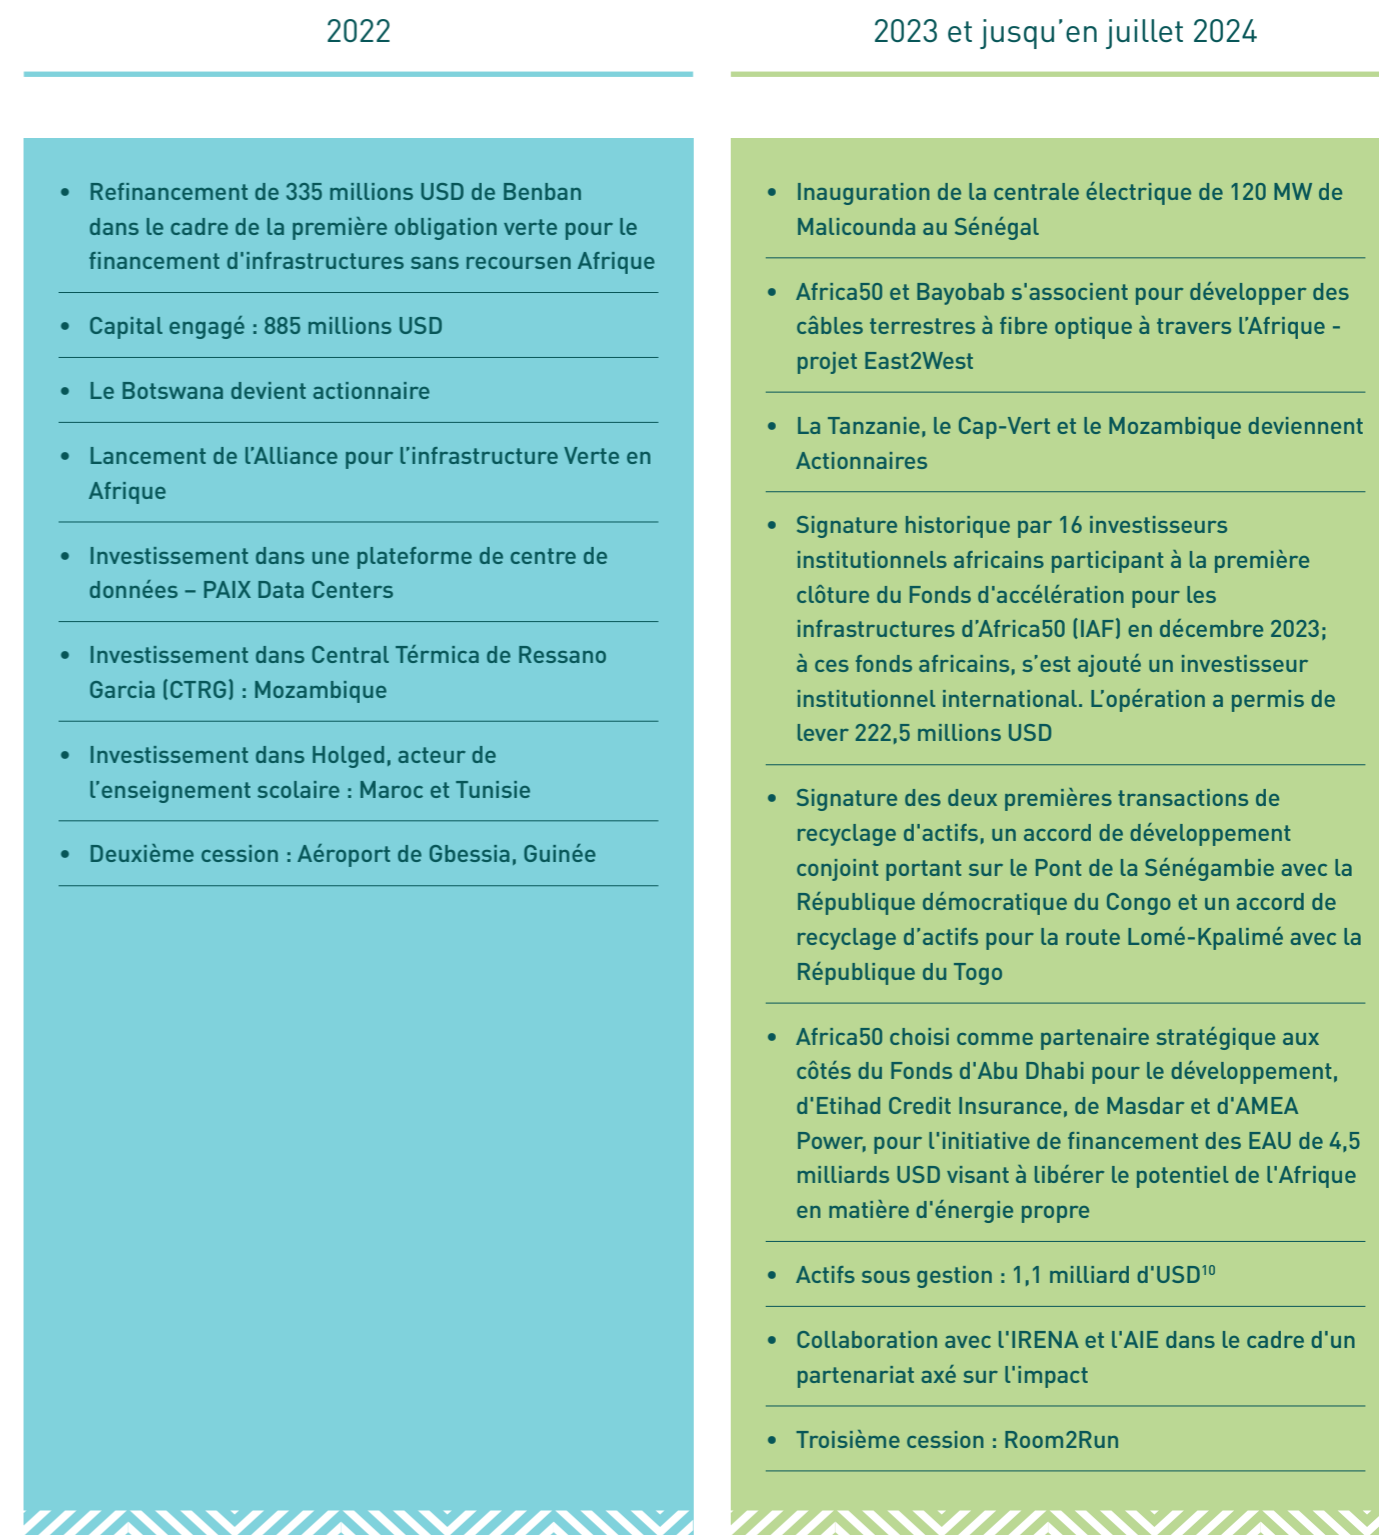 2022
• Refinancement de 335 millions USD de Benban
dans le cadre de la première obligation verte pour le
financement d'infrastructures sans recoursen Afrique
• Capital engagé : 885 millions USD
• Le Botswana devient actionnaire
• Lancement de l’Alliance pour l’infrastructure Verte en
Afrique
• Investissement dans une plateforme de centre de
données – PAIX Data Centers
• Investissement dans Central Térmica de Ressano
Garcia (CTRG) : Mozambique
• Investissement dans Holged, acteur de
l’enseignement scolaire : Maroc et Tunisie
• Deuxième cession : Aéroport de Gbessia, Guinée
2023 et jusqu’en juillet 2024
• Inauguration de la centrale électrique de 120 MW de
Malicounda au Sénégal
• Africa50 et Bayobab s'associent pour développer des
câbles terrestres à fibre optique à travers l’Afrique -
projet East2West
• La Tanzanie, le Cap-Vert et le Mozambique deviennent
Actionnaires
• Signature historique par 16 investisseurs
institutionnels africains participant à la première
clôture du Fonds d'accélération pour les
infrastructures d’Africa50 (IAF) en décembre 2023;
à ces fonds africains, s’est ajouté un investisseur
institutionnel international. L’opération a permis de
lever 222,5 millions USD
• Signature des deux premières transactions de
recyclage d'actifs, un accord de développement
conjoint portant sur le Pont de la Sénégambie avec la
République démocratique du Congo et un accord de
recyclage d’actifs pour la route Lomé-Kpalimé avec la
République du Togo
• Africa50 choisi comme partenaire stratégique aux
côtés du Fonds d'Abu Dhabi pour le développement,
d'Etihad Credit Insurance, de Masdar et d'AMEA
Power, pour l'initiative de financement des EAU de 4,5
milliards USD visant à libérer le potentiel de l'Afrique
en matière d'énergie propre
• Actifs sous gestion : 1,1 milliard d'USD¹⁰
• Collaboration avec l'IRENA et l'AIE dans le cadre d'un
partenariat axé sur l'impact
• Troisième cession : Room2Run